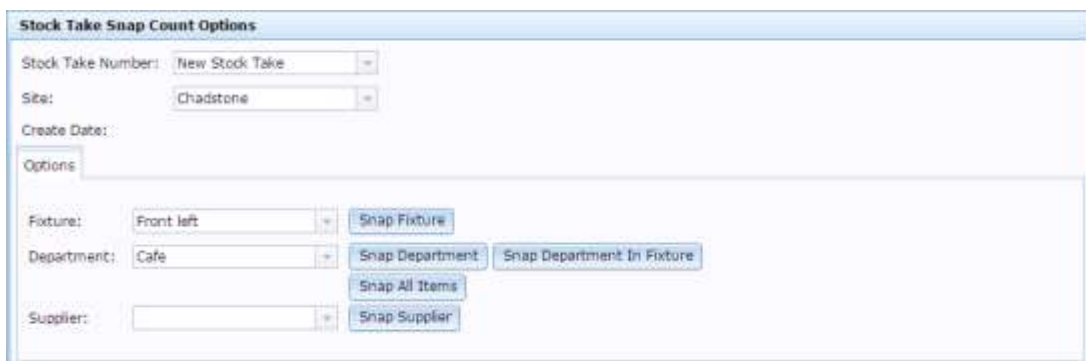 Stock Take Snap Count Options
Stock Take Number: New Stock Take
Site: Chadstone
Create Date:
Options
Fixture: Front left Snap Fixture
Department: Cafe Snap Department Snap Department In Fixture
Snap All Items
Supplier: Snap Supplier